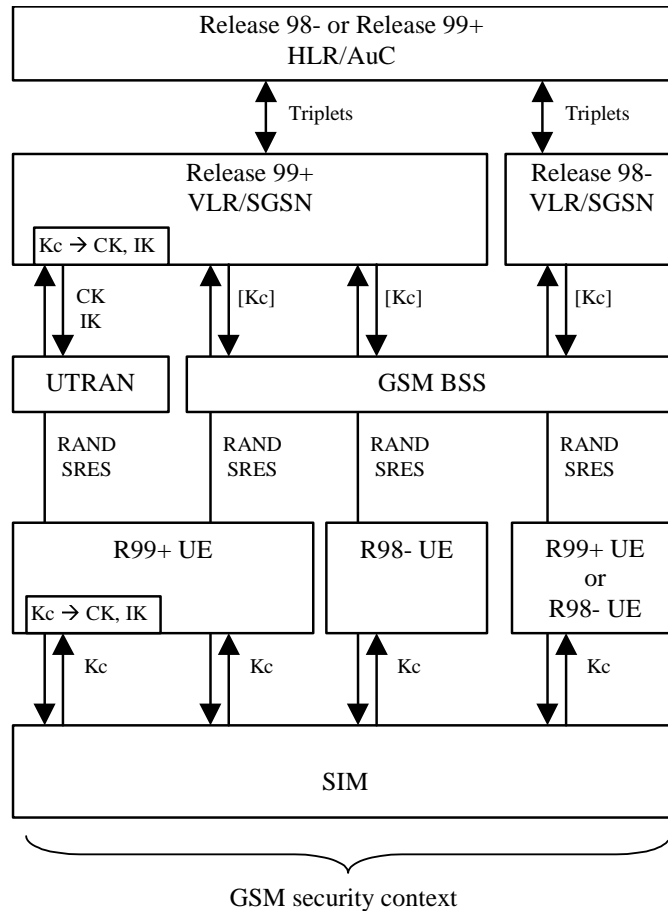 Release 98- or Release 99+
HLR/AuC
Triplets
Triplets
Release 99+
VLR/SGSN
Release 98-
VLR/SGSN
Kc → CK, IK
CK
IK
[Kc]
[Kc]
[Kc]
UTRAN
GSM BSS
RAND
SRES
RAND
SRES
RAND
SRES
RAND
SRES
R99+ UE
R98- UE
R99+ UE
or
R98- UE
Kc → CK, IK
Kc
Kc
Kc
Kc
SIM
GSM security context